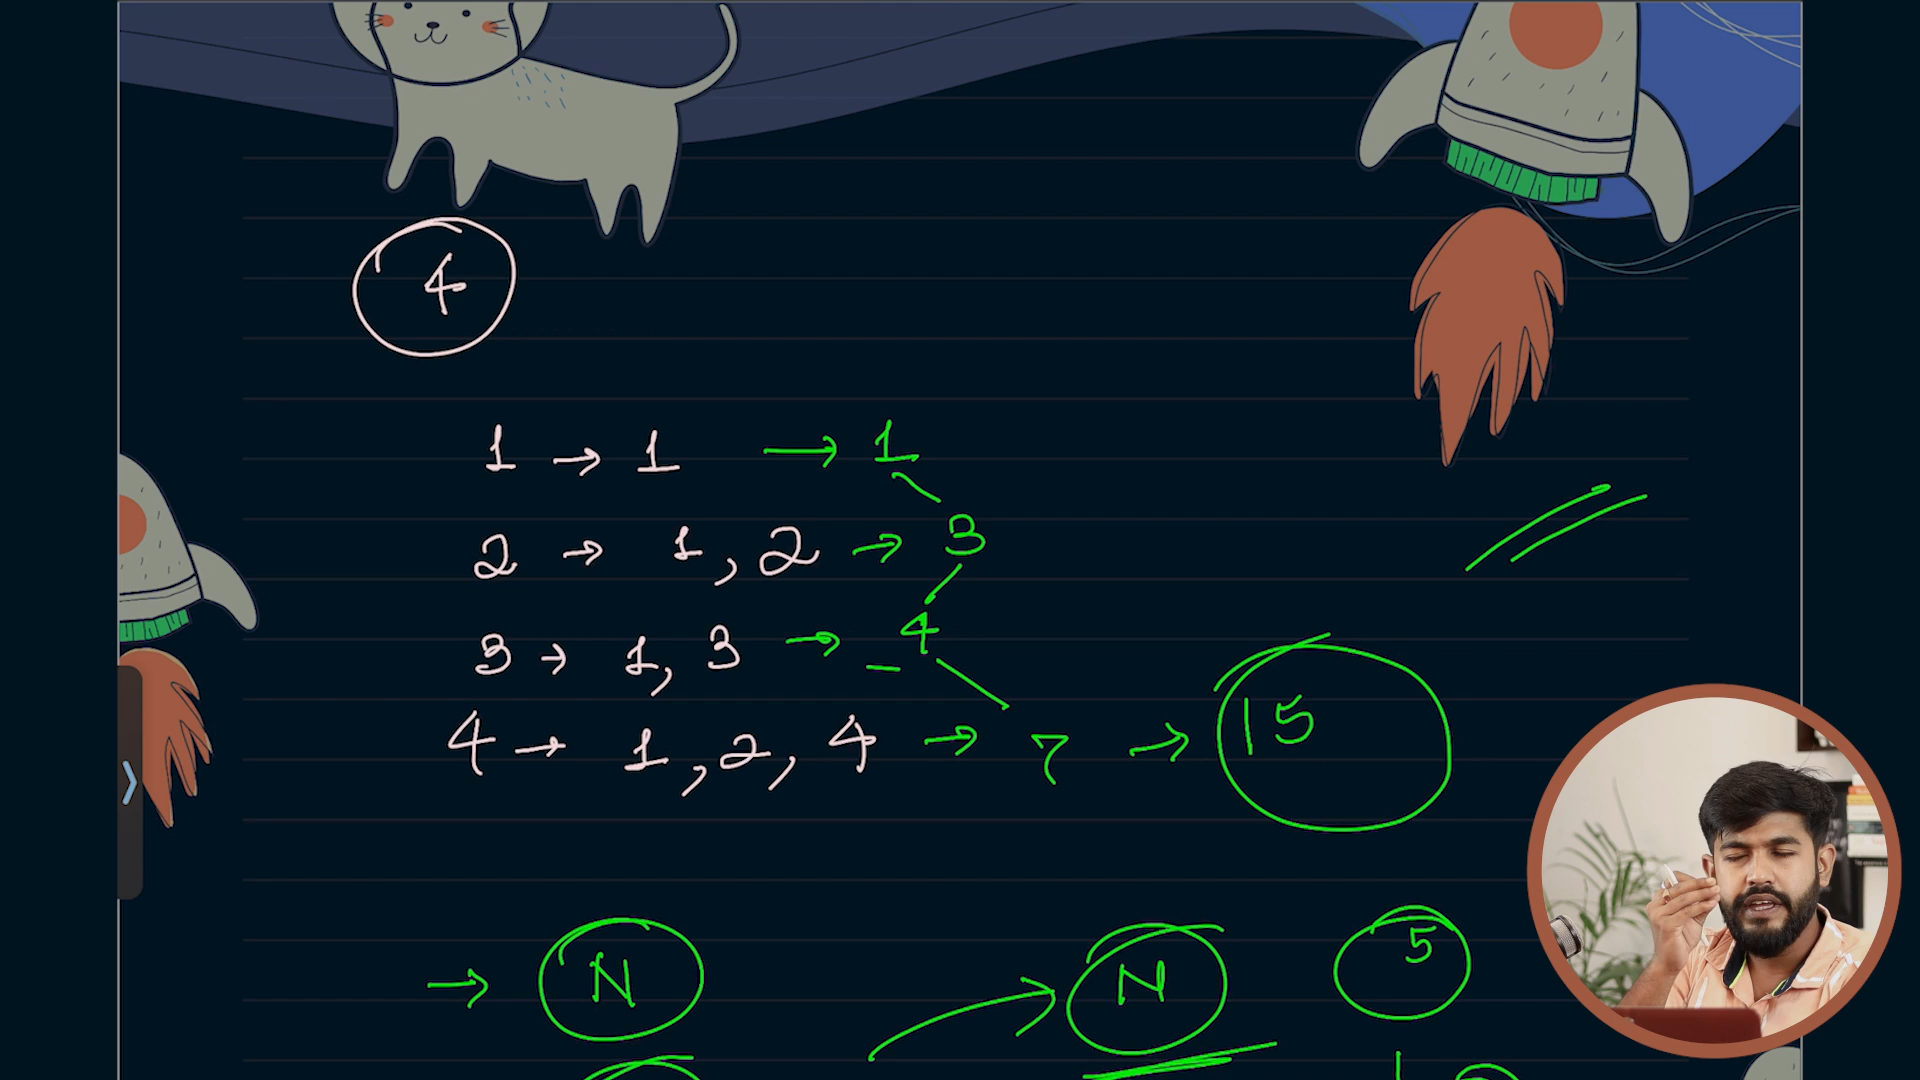 4
1 → 1 → 1
2 → 1, 2 → 3
3 → 1, 3 → 4
4 → 1, 2, 4 → 7 → 15
→ N N 5